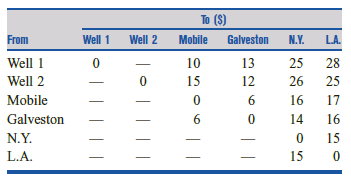 To ($)
From Well 1 Well 2 Mobile Galveston N.Y. L.A.
Well 1 0 — 10 13 25 28
Well 2 — 0 15 12 26 25
Mobile — — 0 6 16 17
Galveston — — 6 0 14 16
N.Y. — — — — 0 15
L.A. — — — — 15 0